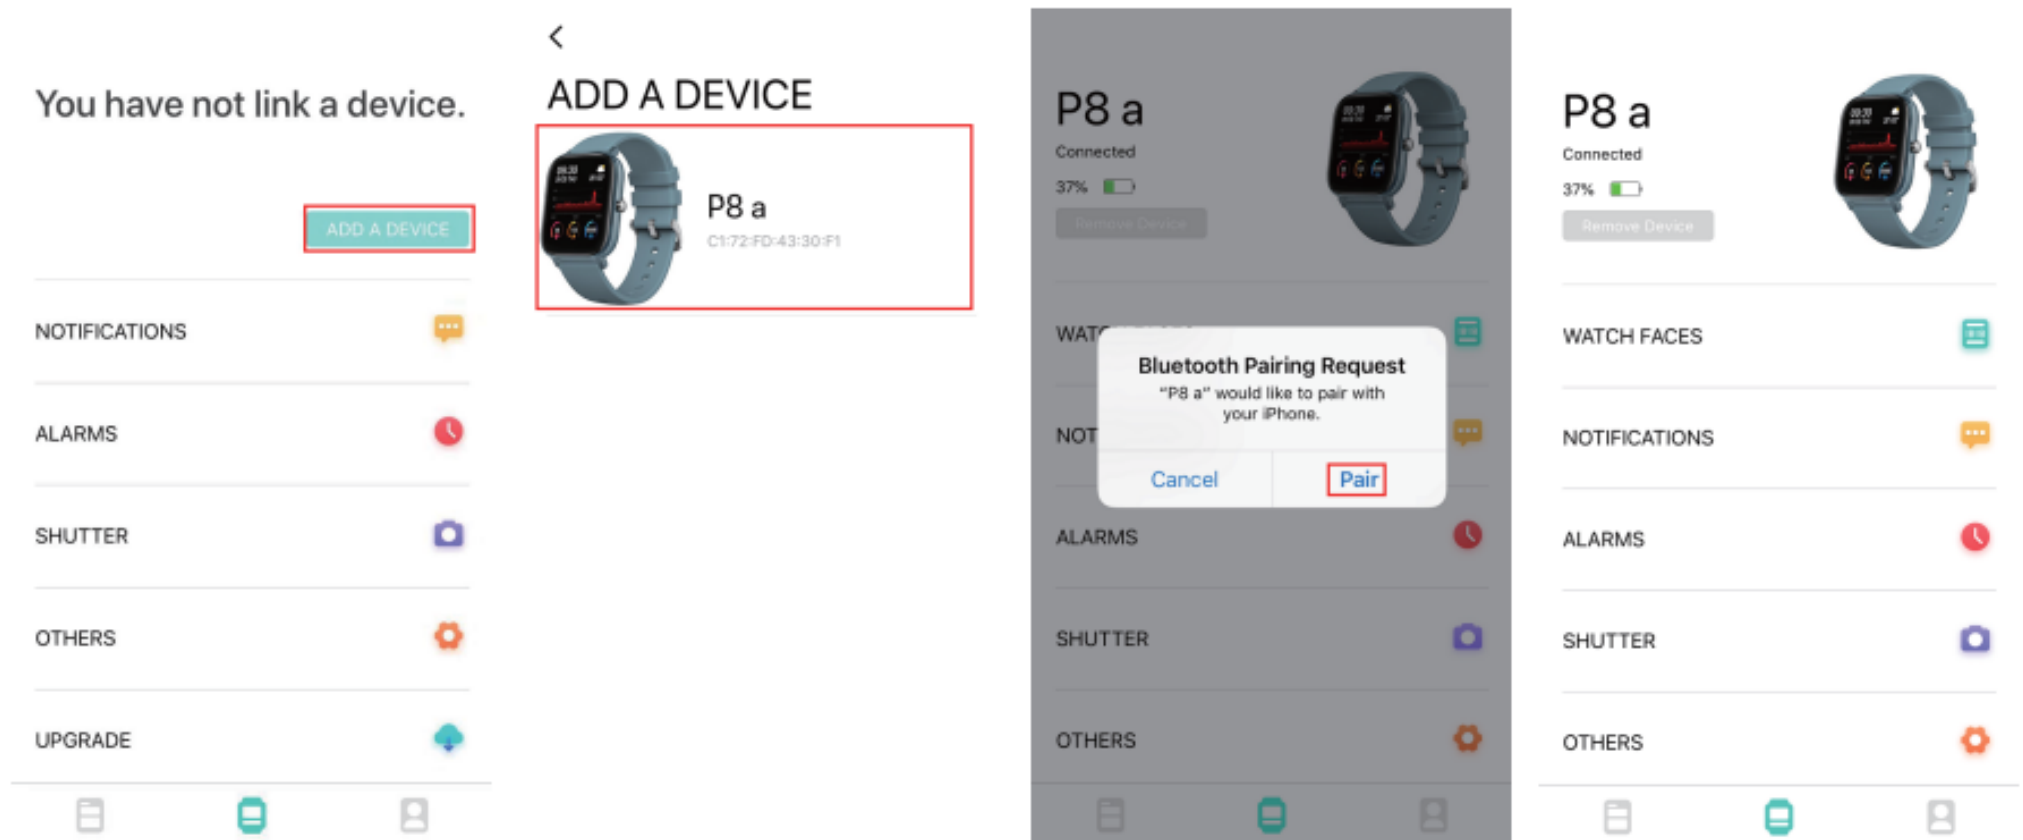 You have not link a device.
ADD A DEVICE
NOTIFICATIONS
ALARMS
SHUTTER
OTHERS
UPGRADE
ADD A DEVICE
P8 a
C1:72:FD:43:30:F1
P8 a
Connected
37%
Remove Device
WAT
NOT
Bluetooth Pairing Request
"P8 a" would like to pair with
your iPhone.
Cancel
Pair
ALARMS
SHUTTER
OTHERS
P8 a
Connected
37%
Remove Device
WATCH FACES
NOTIFICATIONS
ALARMS
SHUTTER
OTHERS